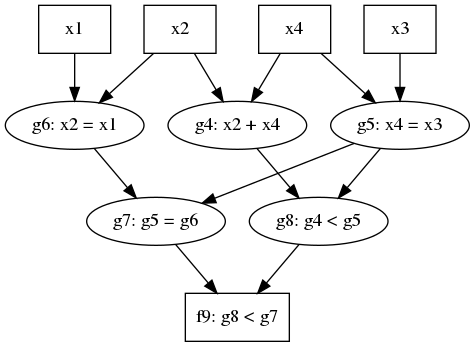 x1
x2
x4
x3
g6: x2 = x1
g4: x2 + x4
g5: x4 = x3
g7: g5 = g6
g8: g4 < g5
f9: g8 < g7